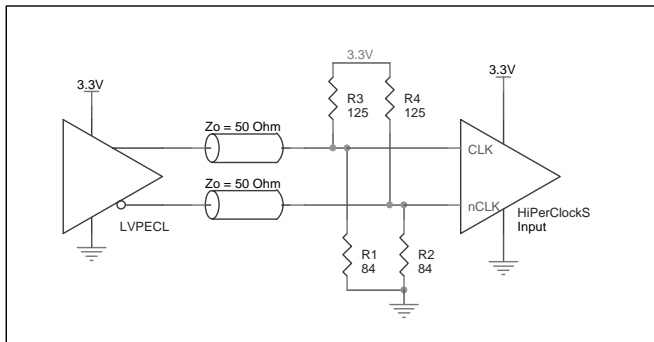 3.3V
3.3V
3.3V
R3
125
R4
125
Zo = 50 Ohm
CLK
Zo = 50 Ohm
nCLK
HiPerClockS
Input
LVPECL
R1
84
R2
84